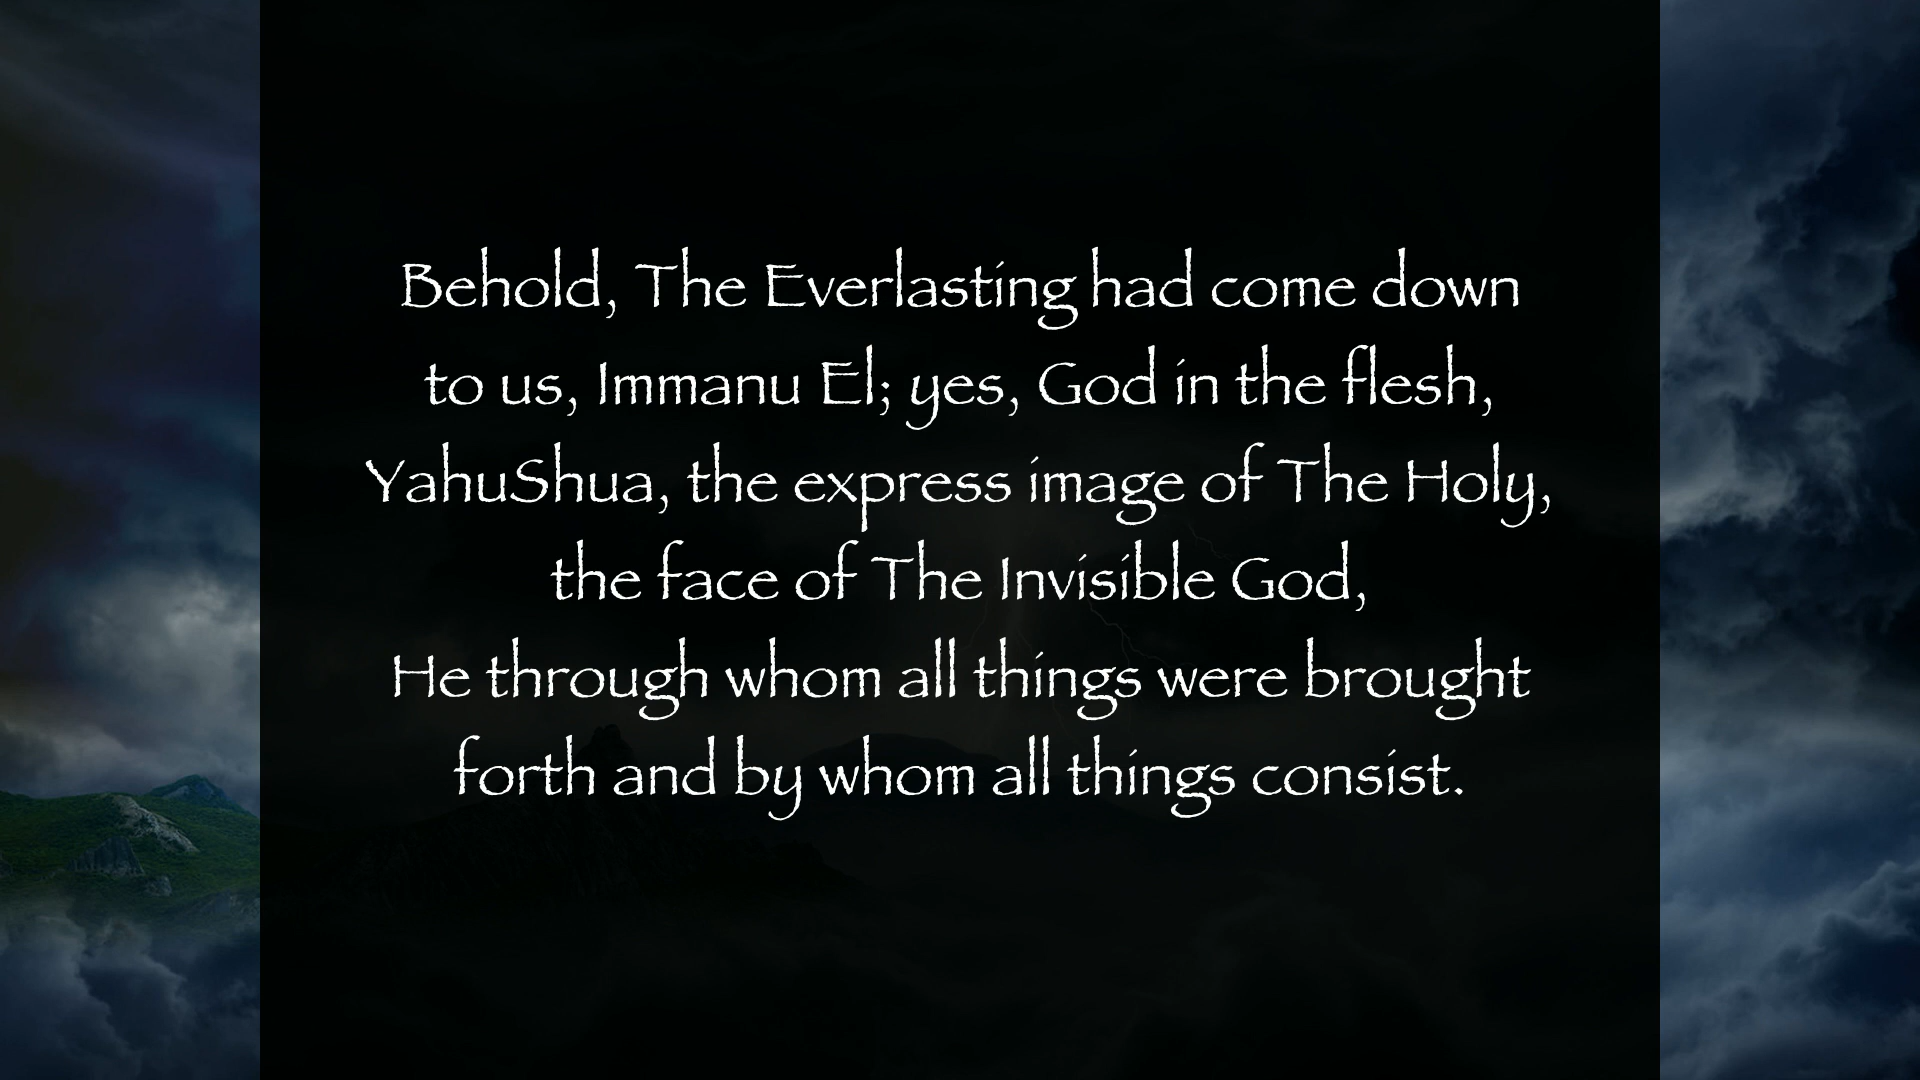 Behold, The Everlasting had come down
to us, Immanu El; yes, God in the flesh,
YahuShua, the express image of The Holy,
the face of The Invisible God,
He through whom all things were brought
forth and by whom all things consist.